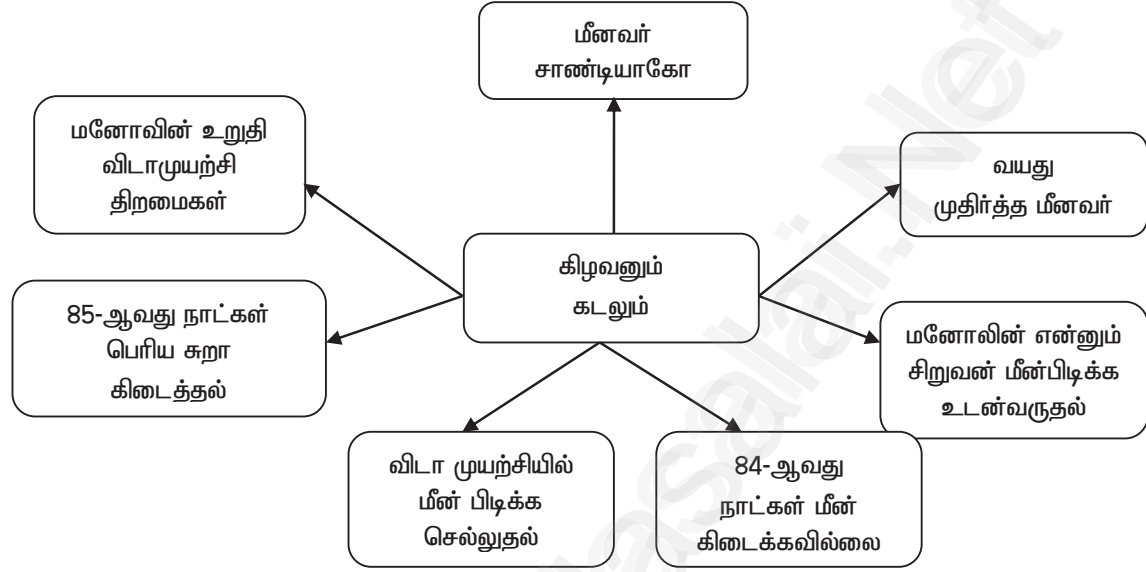 மீனவர்
சாண்டியாகோ
மனோவின் உறுதி
விடாமுயற்சி
திறமைகள்
வயது
முதிர்த்த மீனவர்
கிழவனும்
கடலும்
85-ஆவது நாட்கள்
பெரிய சுறா
கிடைத்தல்
மனோலின் என்னும்
சிறுவன் மீன்பிடிக்க
உடன்வருதல்
விடா முயற்சியில்
மீன் பிடிக்க
செல்லுதல்
84-ஆவது
நாட்கள் மீன்
கிடைக்கவில்லை